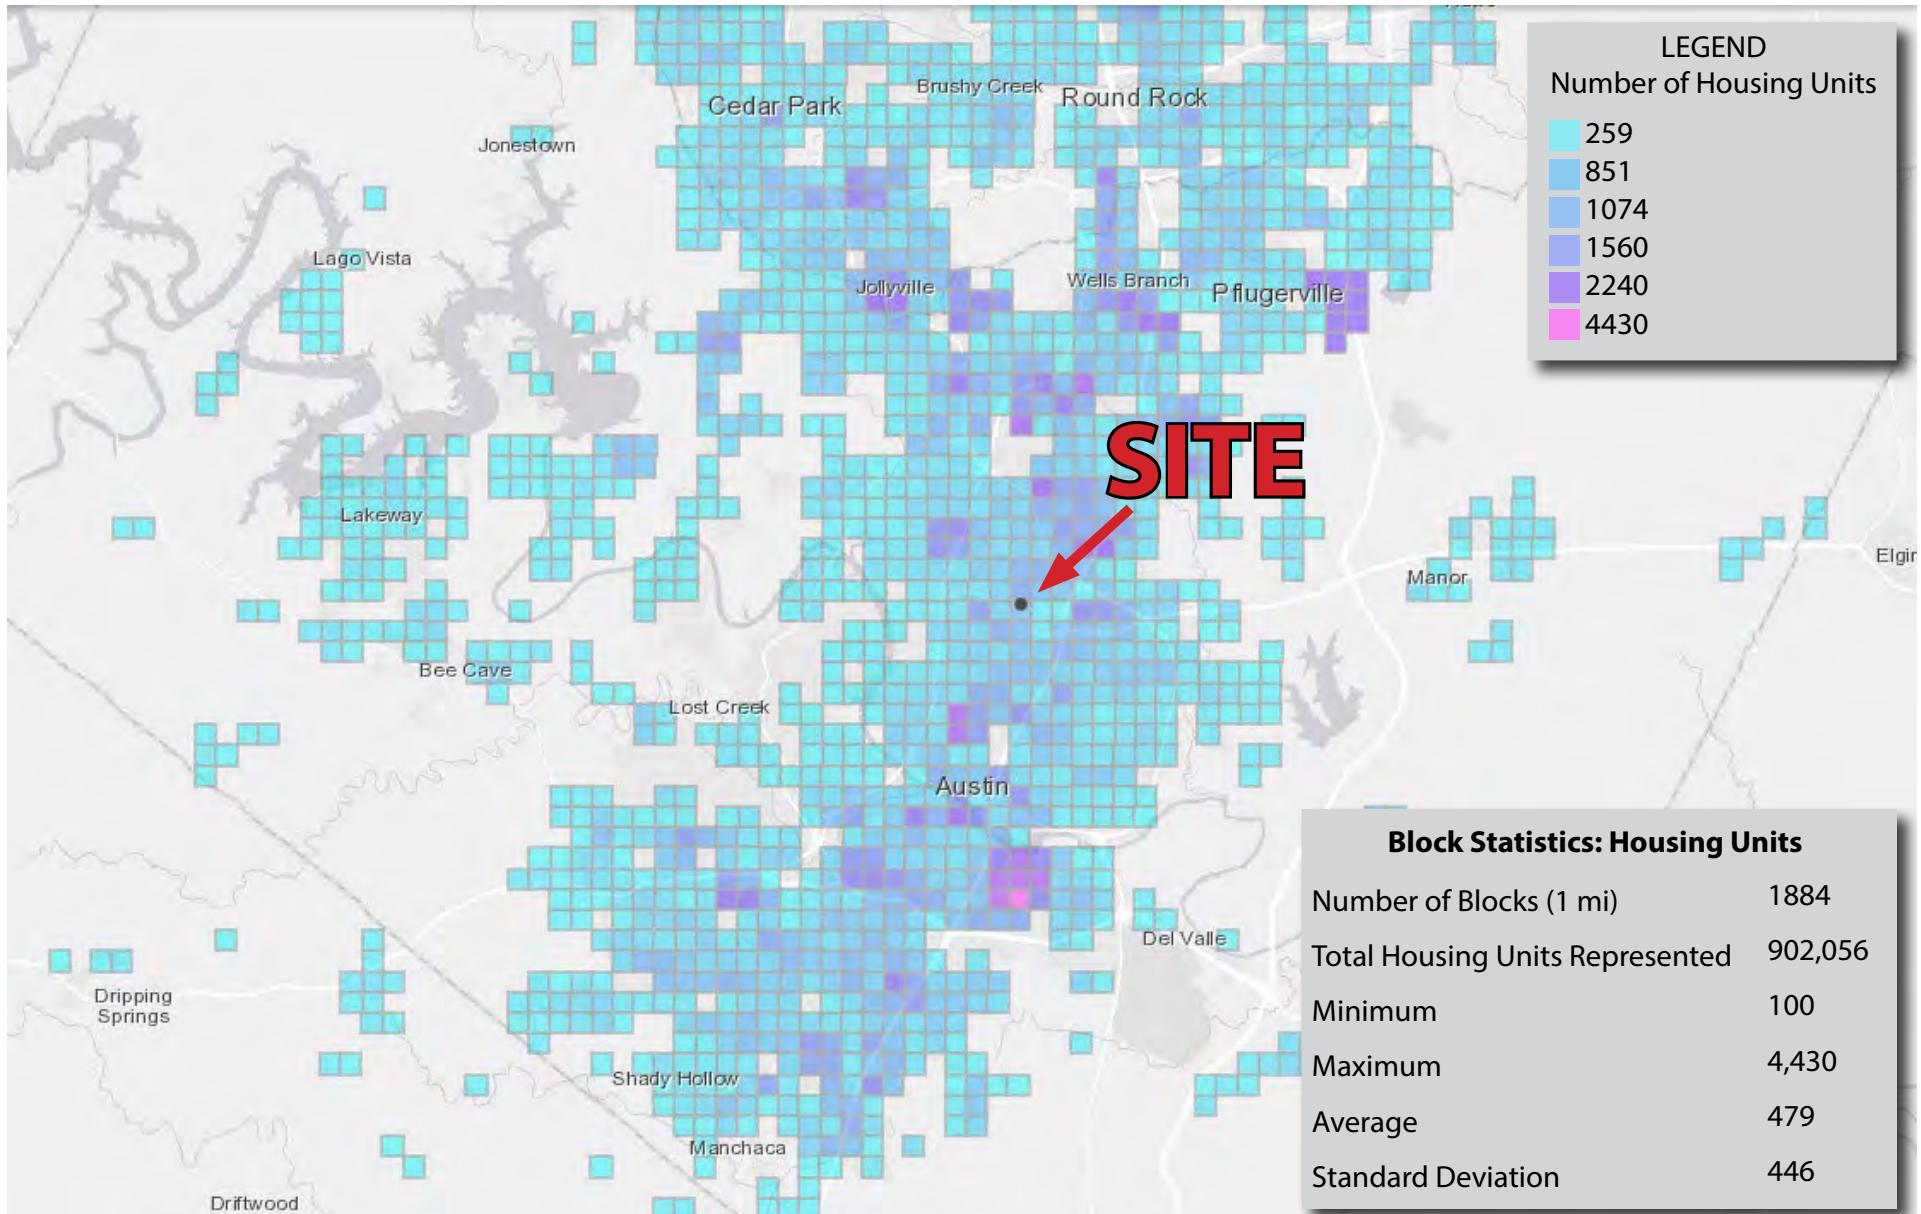 LEGEND
Number of Housing Units
259
851
1074
1560
2240
4430
Brushy Creek
Cedar Park
Round Rock
Jonestown
Lago Vista
Jollyville
Wells Branch
Pflugerville
SITE
Lakeway
Elgin
Manor
Bee Cave
Lost Creek
Austin
Del Valle
Dripping
Springs
Shady Hollow
Manchaca
Driftwood
Block Statistics: Housing Units
Number of Blocks (1 mi) 1884
Total Housing Units Represented 902,056
Minimum 100
Maximum 4,430
Average 479
Standard Deviation 446